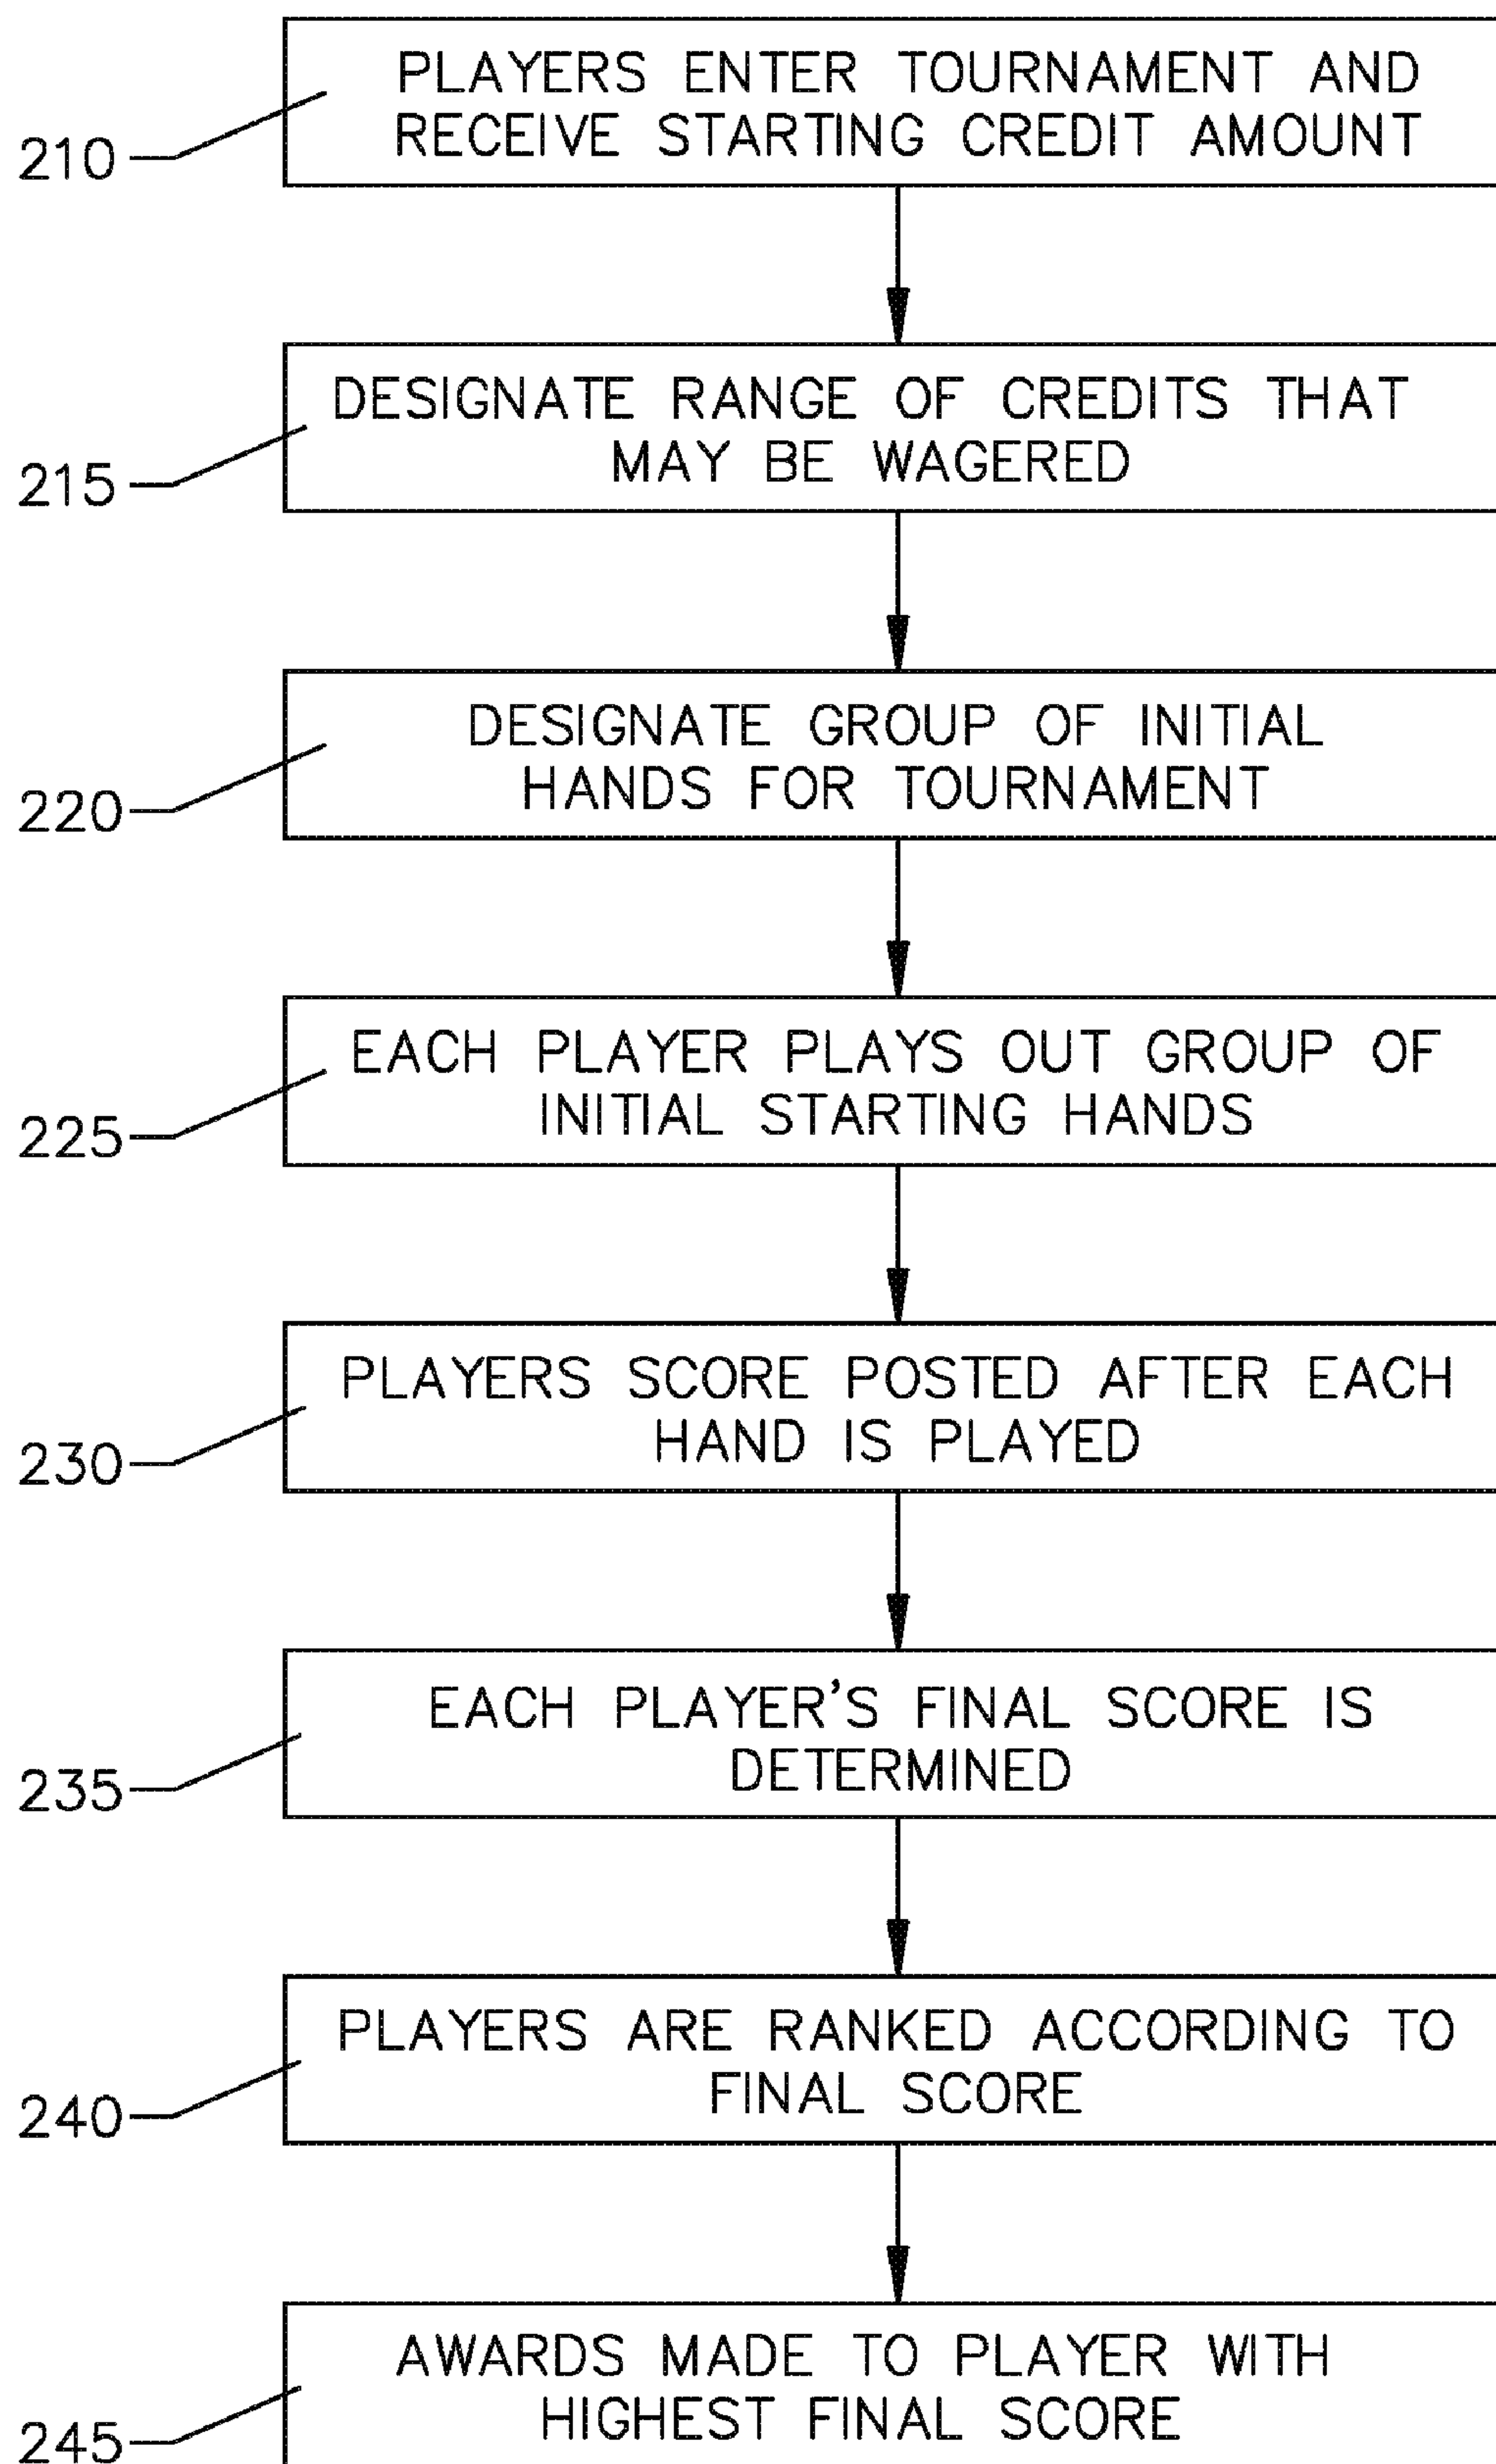 PLAYERS ENTER TOURNAMENT AND
RECEIVE STARTING CREDIT AMOUNT
210
DESIGNATE RANGE OF CREDITS THAT
MAY BE WAGERED
215
DESIGNATE GROUP OF INITIAL
HANDS FOR TOURNAMENT
220
EACH PLAYER PLAYS OUT GROUP OF
INITIAL STARTING HANDS
225
PLAYERS SCORE POSTED AFTER EACH
HAND IS PLAYED
230
EACH PLAYER'S FINAL SCORE IS
DETERMINED
235
PLAYERS ARE RANKED ACCORDING TO
FINAL SCORE
240
AWARDS MADE TO PLAYER WITH
HIGHEST FINAL SCORE
245